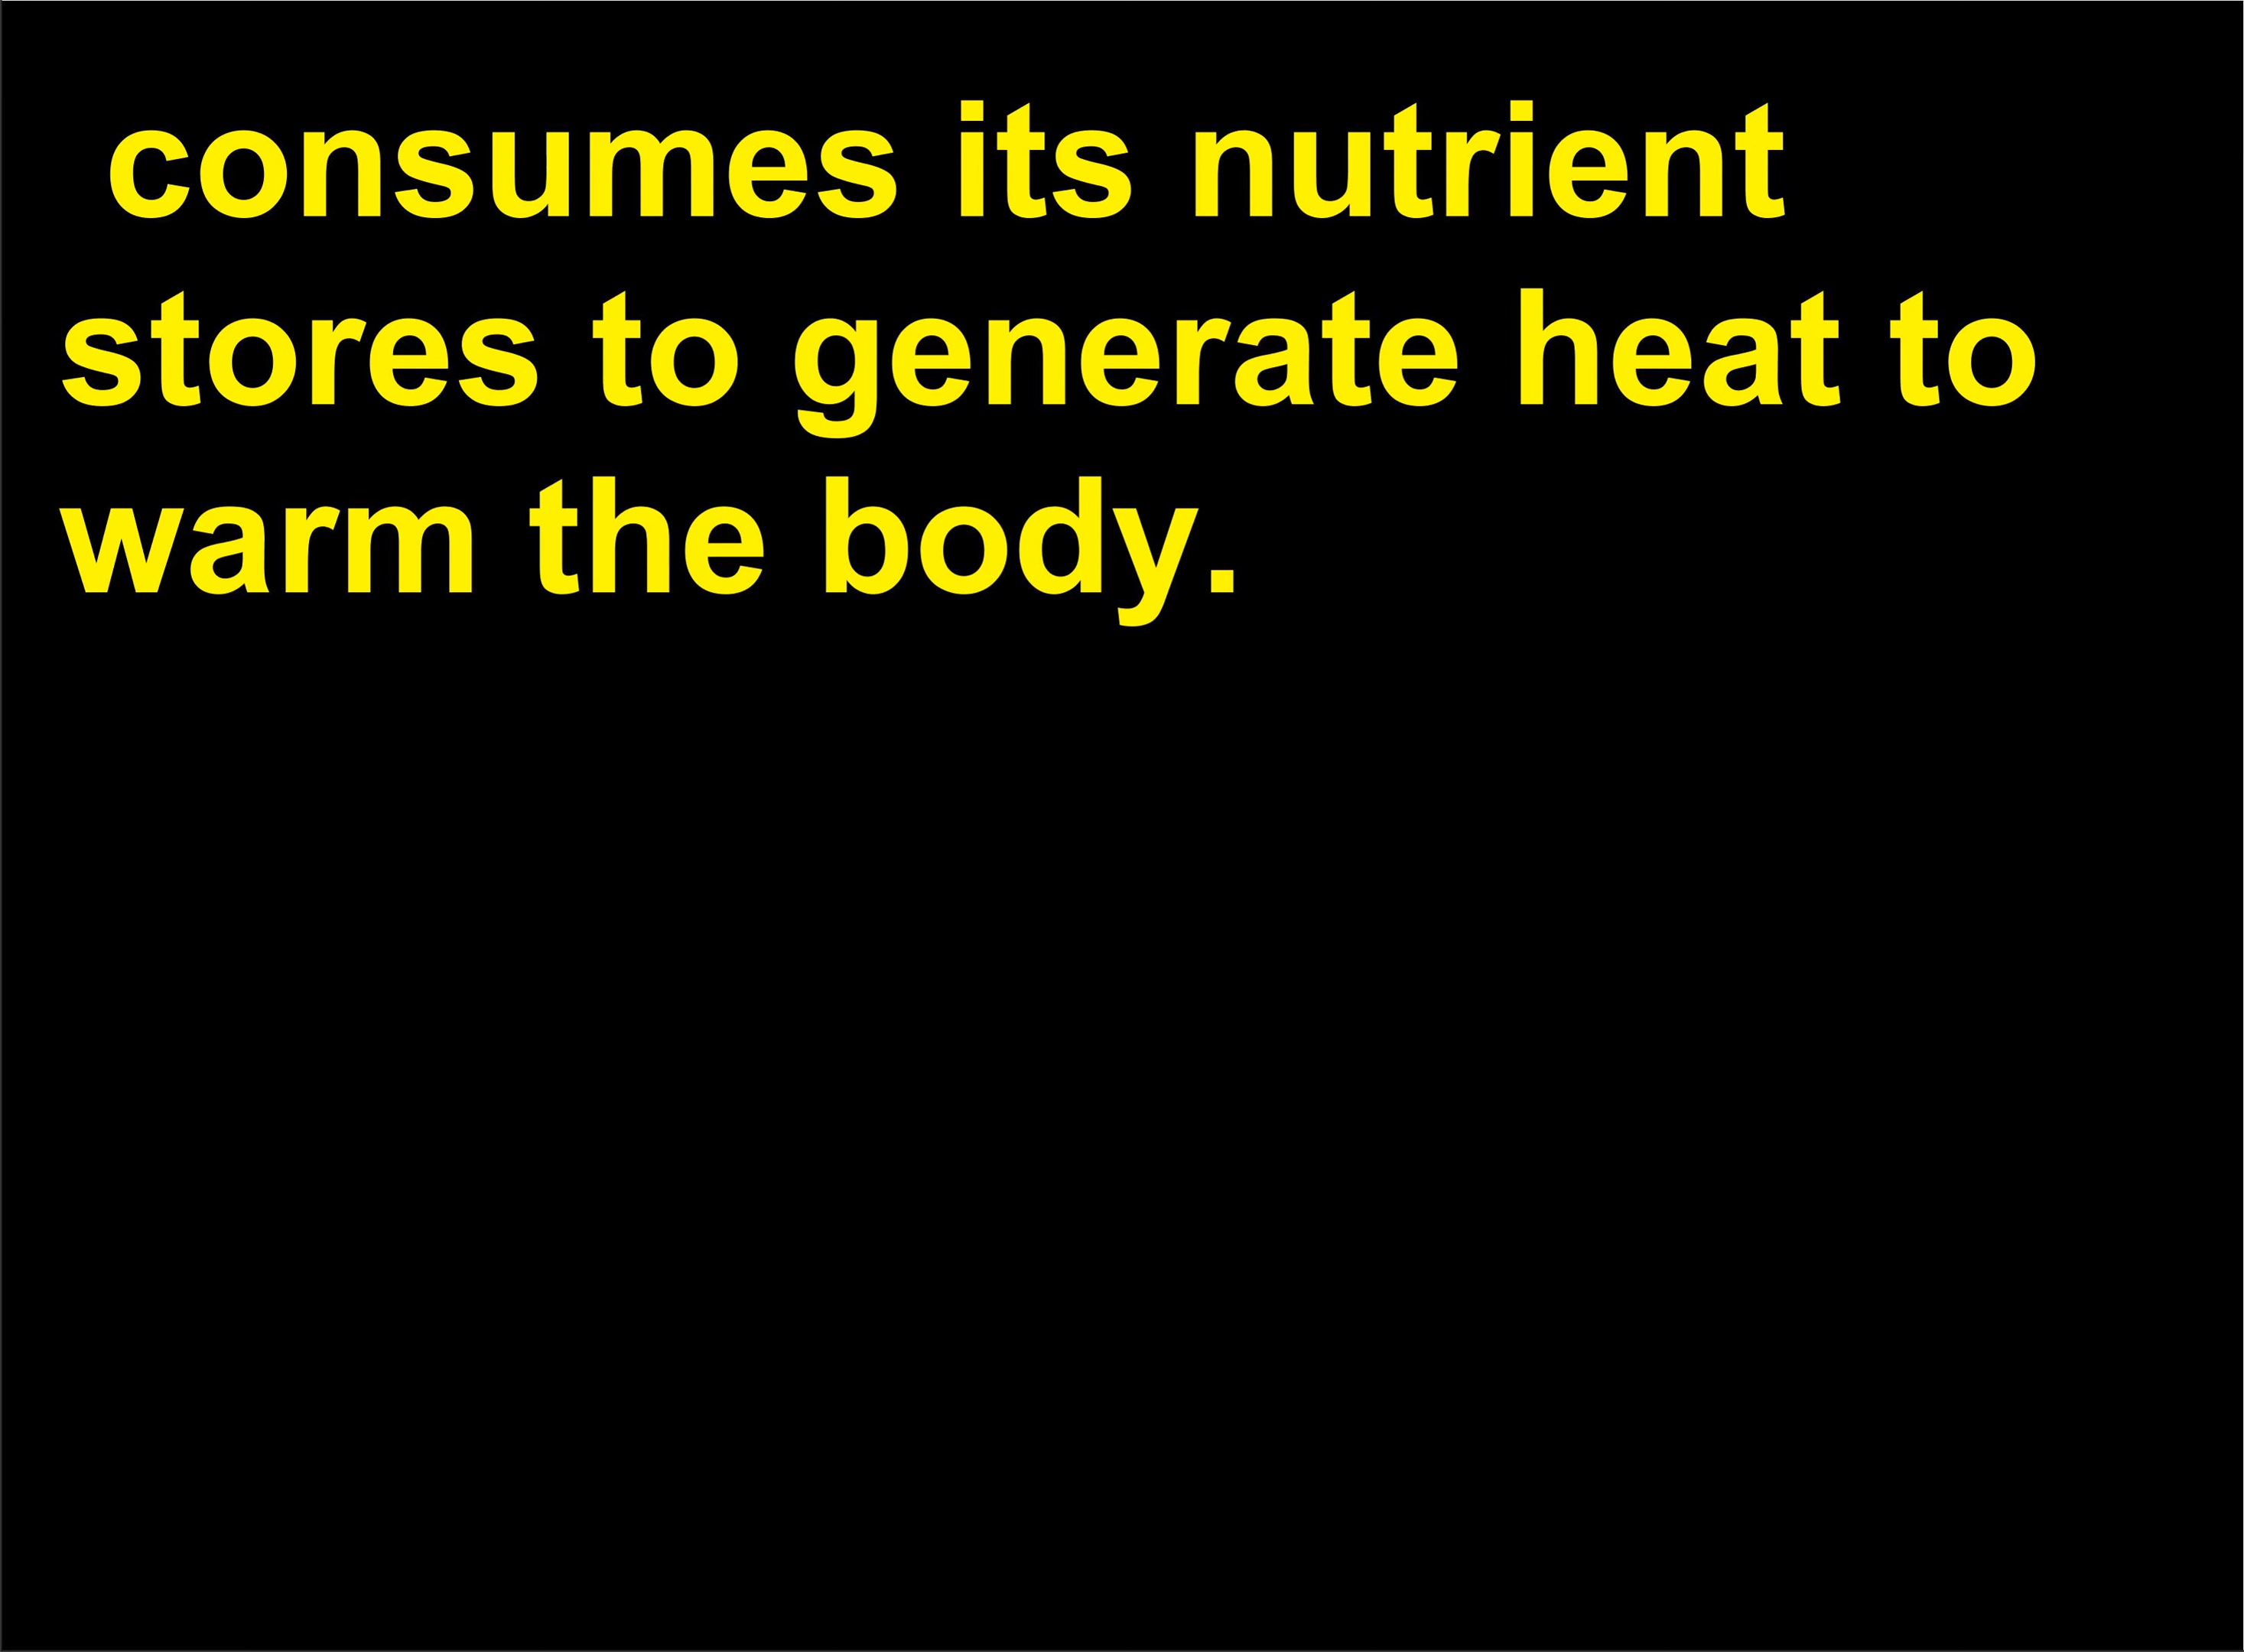 consumes its nutrient
stores to generate heat to
warm the body.